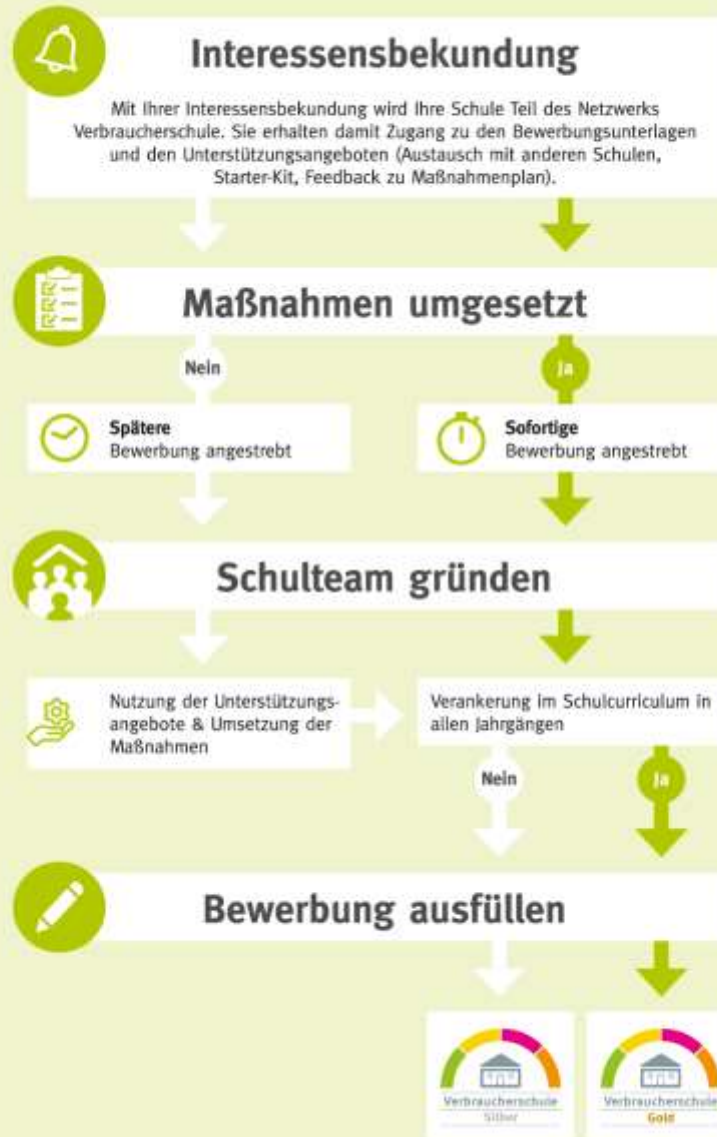 Interessensbekundung
Mit Ihrer Interessensbekundung wird Ihre Schule Teil des Netzwerks
Verbraucherschule. Sie erhalten damit Zugang zu den Bewerbungsunterlagen
und den Unterstützungsangeboten (Austausch mit anderen Schulen,
Starter-Kit, Feedback zu Maßnahmenplan).
Maßnahmen umgesetzt
Nein
Ja
Spätere
Bewerbung angestrebt
Sofortige
Bewerbung angestrebt
Schulteam gründen
Nutzung der Unterstützungs-
angebote & Umsetzung der
Maßnahmen
Verankerung im Schulcurriculum in
allen Jahrgängen
Nein
Ja
Bewerbung ausfüllen
Verbraucherschule
Silber
Verbraucherschule
Gold